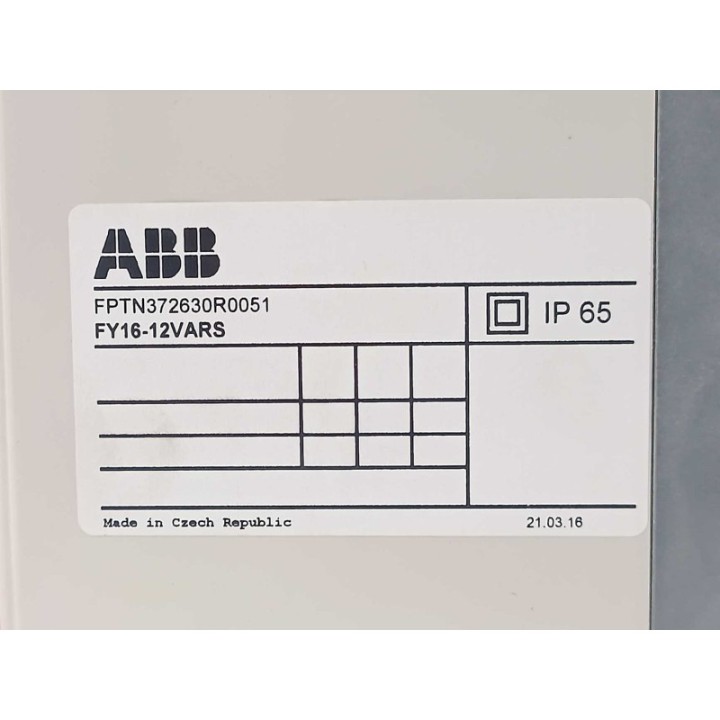 ABB
FPTN372630R0051
FY16-12VARS
IP 65
Made in Czech Republic
21.03.16